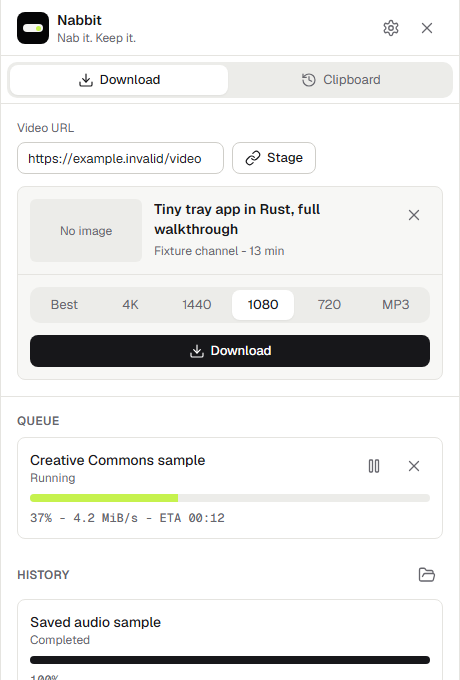 Nabbit
Nab it. Keep it.
Download
Clipboard
Video URL
https://example.invalid/video
Stage
No image
Tiny tray app in Rust, full
walkthrough
Fixture channel - 13 min
Best
4K
1440
1080
720
MP3
Download
QUEUE
Creative Commons sample
Running
37% - 4.2 MiB/s - ETA 00:12
HISTORY
Saved audio sample
Completed
100%